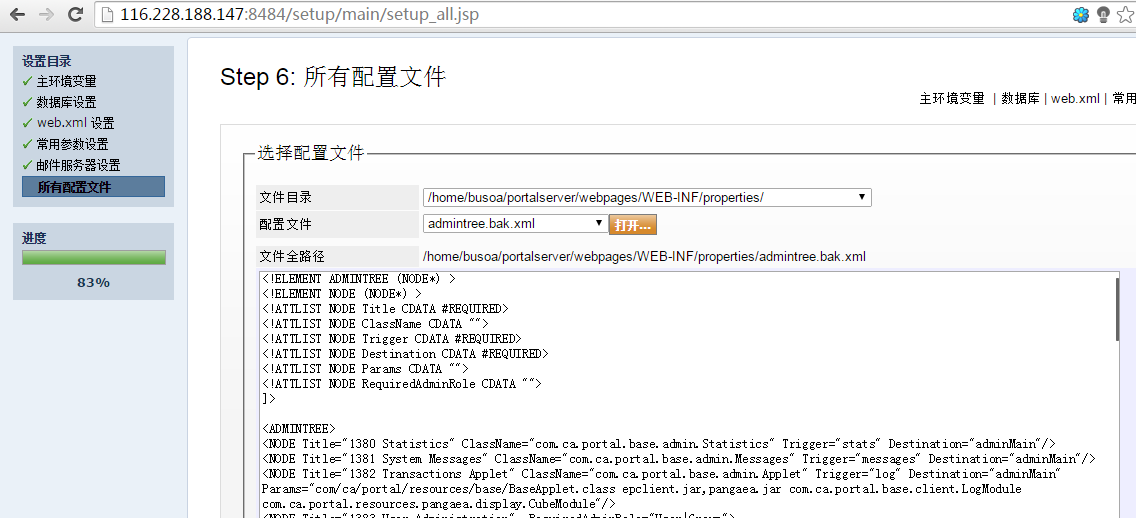 116.228.188.147:8484/setup/main/setup_all.jsp
设置目录
主环境变量
数据库设置
web.xml 设置
常用参数设置
邮件服务器设置
所有配置文件
进度
83%
Step 6: 所有配置文件
主环境变量 | 数据库 | web.xml | 常用
选择配置文件
文件目录 /home/busoa/portalserver/webpages/WEB-INF/properties/
配置文件 admintree.bak.xml 打开...
文件全路径 /home/busoa/portalserver/webpages/WEB-INF/properties/admintree.bak.xml
<!ELEMENT ADMINTREE (NODE*) >
<!ELEMENT NODE (NODE*) >
<!ATTLIST NODE Title CDATA #REQUIRED>
<!ATTLIST NODE ClassName CDATA "">
<!ATTLIST NODE Trigger CDATA #REQUIRED>
<!ATTLIST NODE Destination CDATA #REQUIRED>
<!ATTLIST NODE Params CDATA "">
<!ATTLIST NODE RequiredAdminRole CDATA "">
]>
<ADMINTREE>
<NODE Title="1380 Statistics" ClassName="com.ca.portal.base.admin.Statistics" Trigger="stats" Destination="adminMain"/>
<NODE Title="1381 System Messages" ClassName="com.ca.portal.base.admin.Messages" Trigger="messages" Destination="adminMain"/>
<NODE Title="1382 Transactions Applet" ClassName="com.ca.portal.base.admin.Applet" Trigger="log" Destination="adminMain"
Params="com/ca/portal/resources/base/BaseApplet.class epclient.jar,pangaea.jar com.ca.portal.base.client.LogModule
com.ca.portal.resources.pangaea.display.CubeModule"/>
<NODE Title="1383 User Administration" RequiredAdminRole="User|Group">